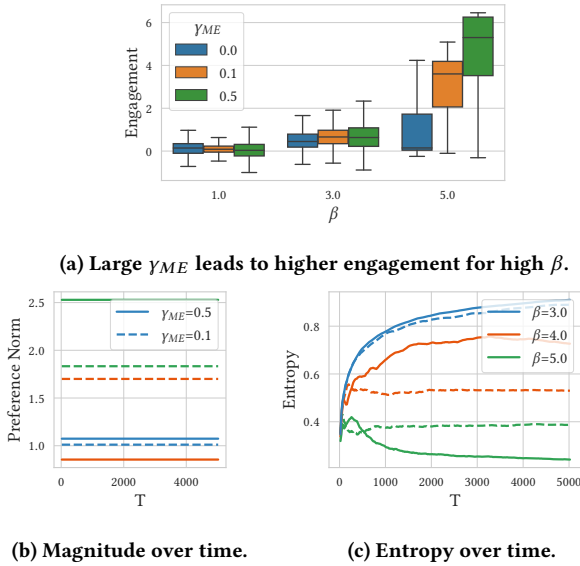 γME
0.0
0.1
0.5
Engagement
6
4
2
0
1.0
3.0
5.0
β
(a) Large γME leads to higher engagement for high β.
Preference Norm
2.5
2.0
1.5
1.0
γME=0.5
γME=0.1
0
2000
4000
T
Entropy
0.8
0.6
0.4
β=3.0
β=4.0
β=5.0
0
1000
2000
3000
4000
5000
T
(b) Magnitude over time.
(c) Entropy over time.